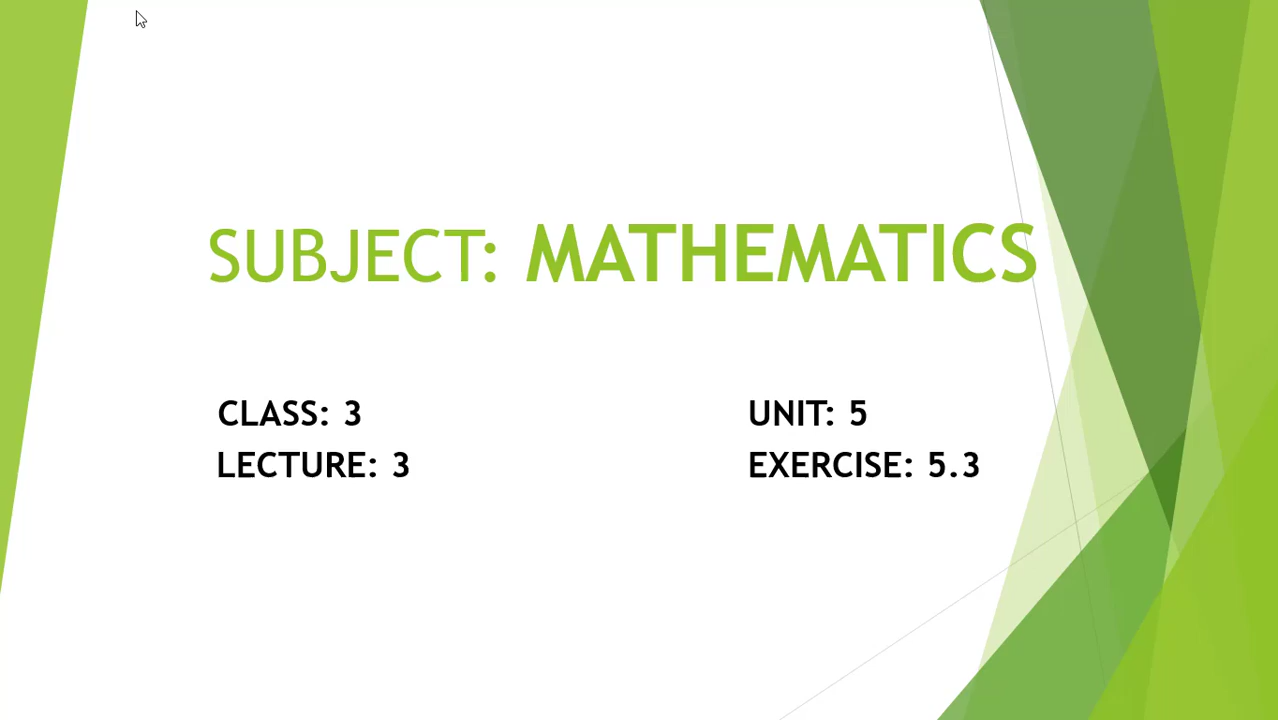 SUBJECT: MATHEMATICS
CLASS: 3
UNIT: 5
LECTURE: 3
EXERCISE: 5.3